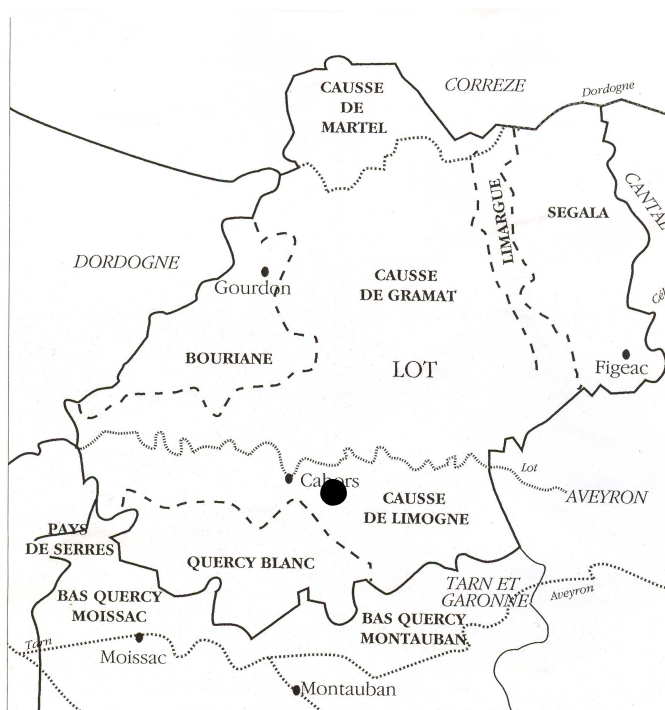 CAUSSE
DE
MARTEL
CORREZE
Dordogne
LIMARGUE
SEGALA
CANTAL
DORDOGNE
Gourdon
CAUSSE
DE GRAMAT
BOURIANE
LOT
Figeac
Lot
AVEYRON
CAUSSE
DE LIMOGNE
PAYS
DE SERRES
QUERCY BLANC
BAS QUERCY
MOISSAC
TARN ET
GARONNE
Aveyron
BAS QUERCY
MONTAUBAN
Tarn
Moissac
Montauban